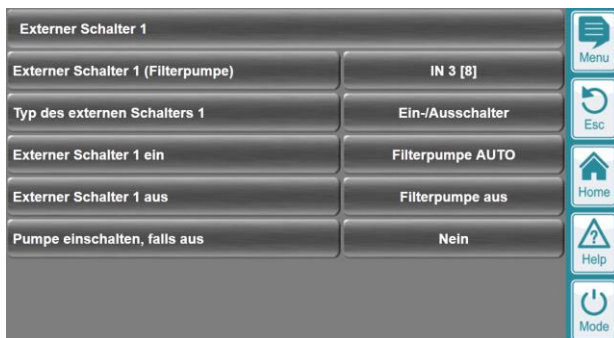 Externer Schalter 1
Externer Schalter 1 (Filterpumpe) IN 3 [8]
Typ des externen Schalters 1 Ein-/Ausschalter
Externer Schalter 1 ein Filterpumpe AUTO
Externer Schalter 1 aus Filterpumpe aus
Pumpe einschalten, falls aus Nein
Menu
Esc
Home
?
Help
Mode